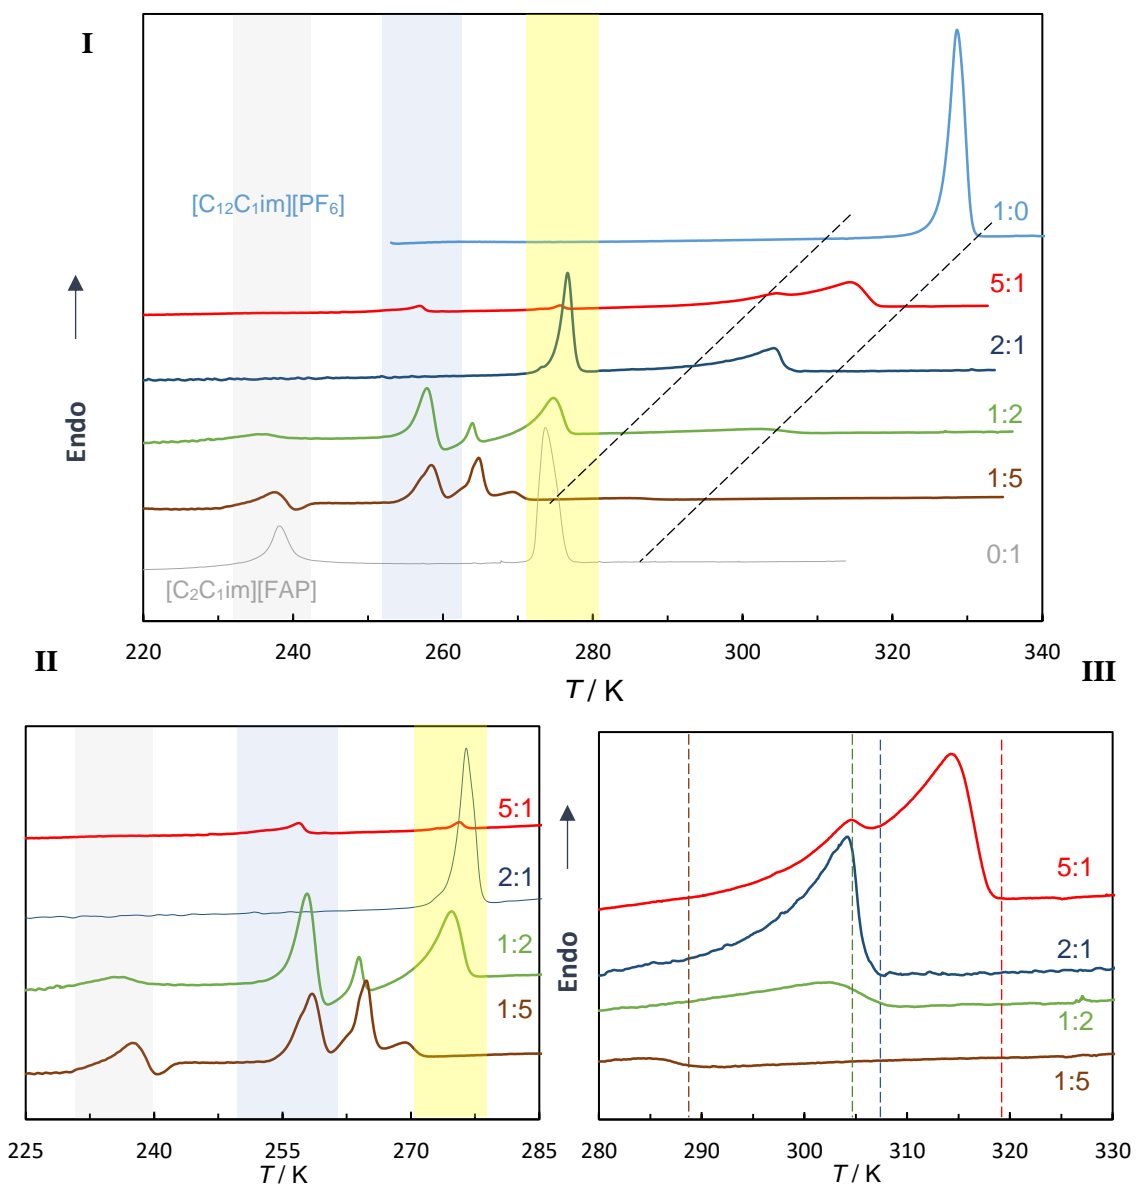 I
[C₁₂C₁im][PF₆]
1:0
5:1
2:1
1:2
1:5
0:1
[C₂C₁im][FAP]
Endo
220 240 260 280 300 320 340
T / K
II
5:1
2:1
1:2
1:5
225 240 255 270 285
T / K
III
Endo
5:1
2:1
1:2
1:5
280 290 300 310 320 330
T / K